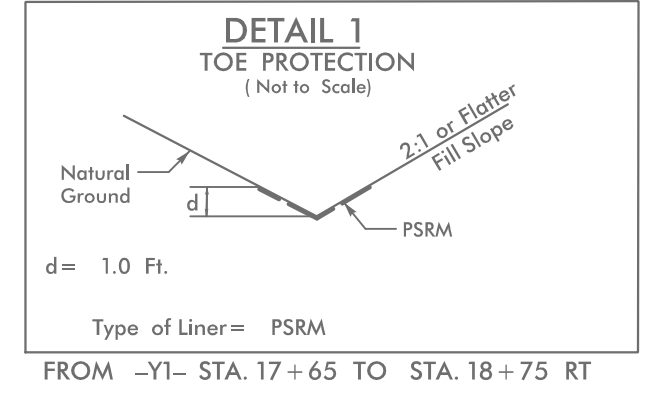 DETAIL 1
TOE PROTECTION
( Not to Scale)
2:1 or Flatter
Fill Slope
Natural
Ground
d
PSRM
d= 1.0 Ft.
Type of Liner= PSRM
FROM –Y1– STA. 17+65 TO STA. 18+75 RT